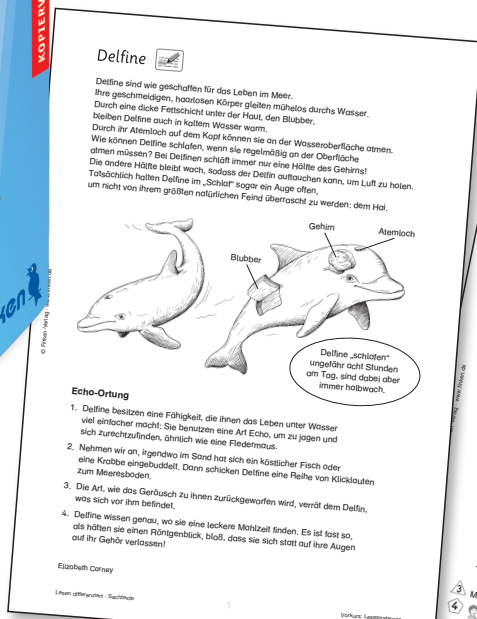 KOPIERV
Delfine
Delfine sind wie geschaffen für das Leben im Meer.
Ihre geschmeidigen, haarlosen Körper gleiten mühelos durchs Wasser.
Durch eine dicke Fettschicht unter der Haut, den Blubber,
bleiben Delfine auch in kaltem Wasser warm.
Durch ihr Atemloch auf dem Kopf können sie an der Wasseroberfläche atmen.
Wie können Delfine schlafen, wenn sie regelmäßig an der Oberfläche
atmen müssen? Bei Delfinen schläft immer nur eine Hälfte des Gehirns!
Die andere Hälfte bleibt wach, sodass der Delfin auftauchen kann, um Luft zu holen.
Tatsächlich halten Delfine im „Schlaf“ sogar ein Auge offen,
um nicht von ihrem größten natürlichen Feind überrascht zu werden: dem Hai.
Gehirn
Atemloch
Blubber
Delfine „schlafen“
ungefähr acht Stunden
am Tag, sind dabei aber
immer halbwach.
ken
© Finken-Verlag · www.finken.de
Echo-Ortung
1. Delfine besitzen eine Fähigkeit, die ihnen das Leben unter Wasser
viel einfacher macht: Sie benutzen eine Art Echo, um zu jagen und
sich zurechtzufinden, ähnlich wie eine Fledermaus.
2. Nehmen wir an, irgendwo im Sand hat sich ein köstlicher Fisch oder
eine Krabbe eingebuddelt. Dann schicken Delfine eine Reihe von Klicklauten
zum Meeresboden.
3. Die Art, wie das Geräusch zu ihnen zurückgeworfen wird, verrät dem Delfin,
was sich vor ihm befindet.
4. Delfine wissen genau, wo sie eine leckere Mahlzeit finden. Es ist fast so,
als hätten sie einen Röntgenblick, bloß, dass sie sich statt auf ihre Augen
auf ihr Gehör verlassen!
Elizabeth Carney
Lesen differenziert · Sachtexte
1
Vorkurs:
www.finken.de
3
M
4